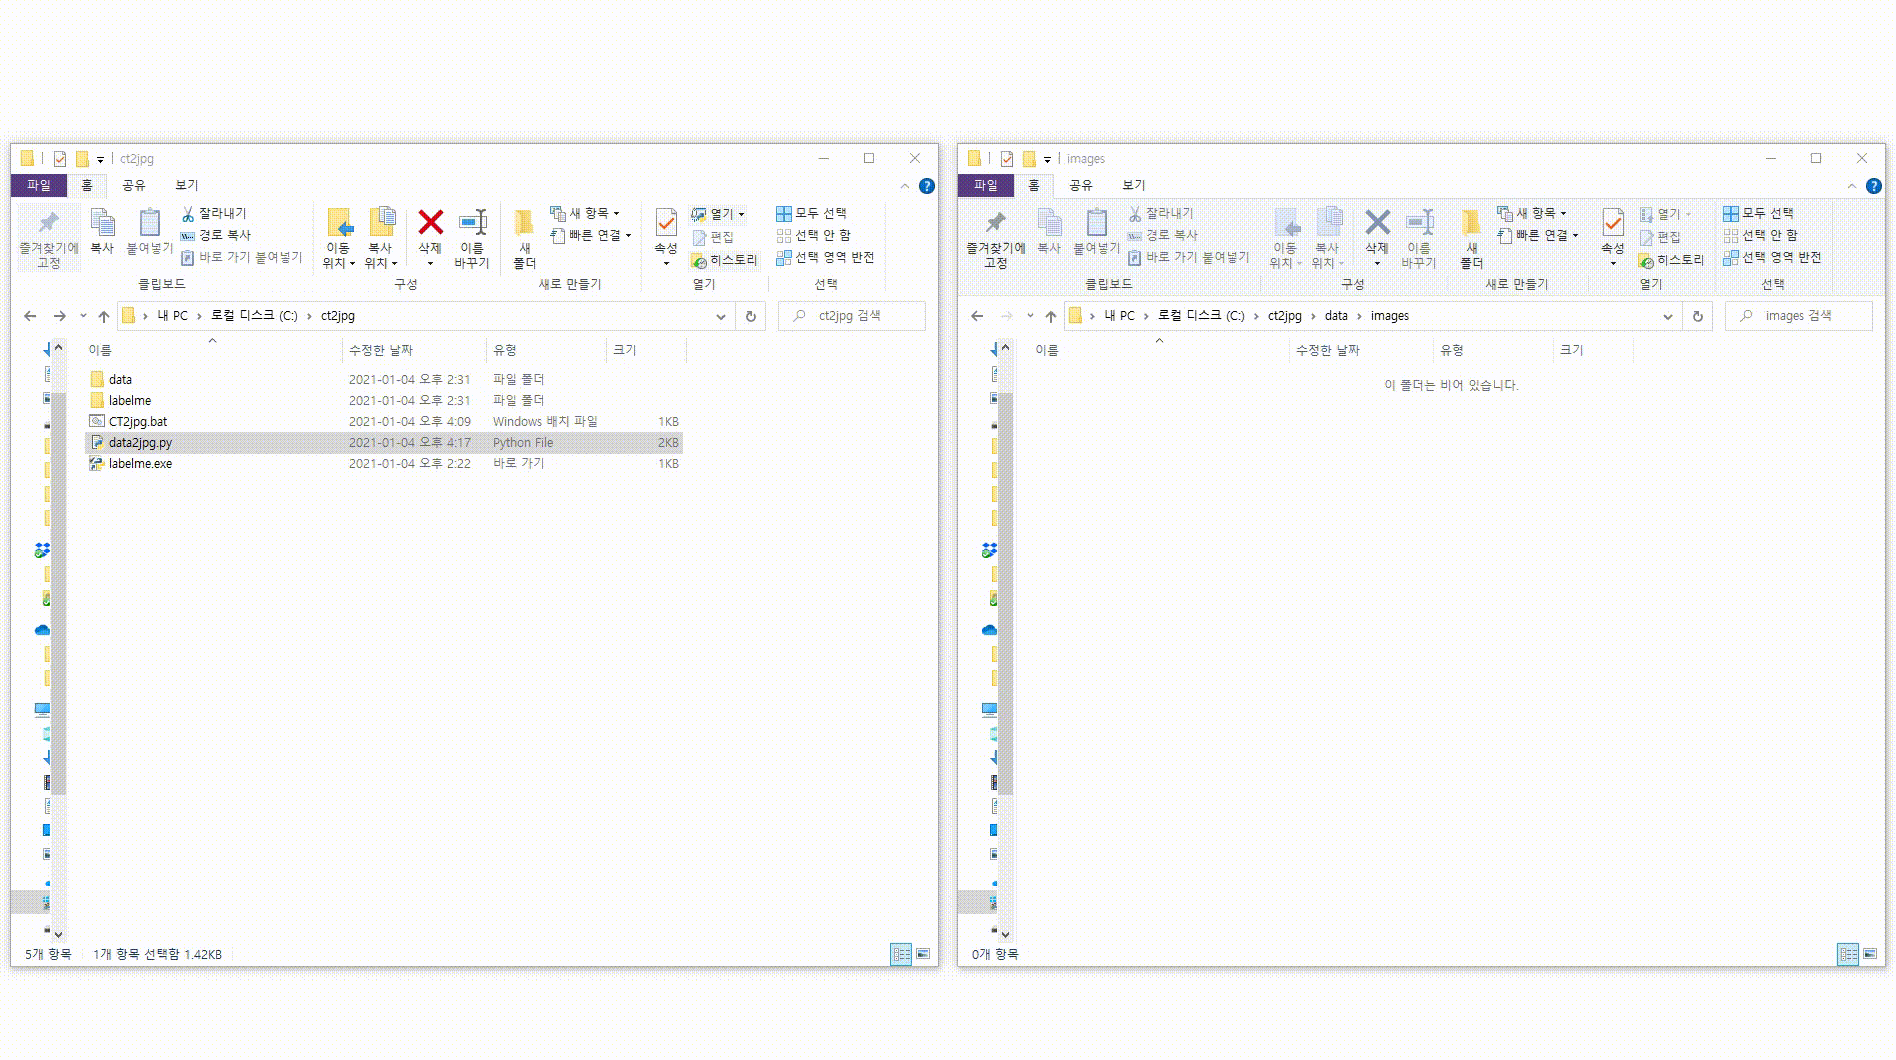 ct2jpg
파일 홈 공유 보기
즐겨찾기에 고정
복사
붙여넣기
잘라내기
경로 복사
바로 가기 붙여넣기
클립보드
이동 위치
복사 위치
삭제
이름 바꾸기
구성
새 폴더
새 항목
빠른 연결
새로 만들기
속성
열기
편집
히스토리
열기
모두 선택
선택 안 함
선택 영역 반전
선택
내 PC 로컬 디스크 (C:) ct2jpg
ct2jpg 검색
이름 수정한 날짜 유형 크기
data 2021-01-04 오후 2:31 파일 폴더
labelme 2021-01-04 오후 2:31 파일 폴더
CT2jpg.bat 2021-01-04 오후 4:09 Windows 배치 파일 1KB
data2jpg.py 2021-01-04 오후 4:17 Python File 2KB
labelme.exe 2021-01-04 오후 2:22 바로 가기 1KB
5개 항목 1개 항목 선택함 1.42KB
images
파일 홈 공유 보기
즐겨찾기에 고정
복사
붙여넣기
잘라내기
경로 복사
바로 가기 붙여넣기
클립보드
이동 위치
복사 위치
삭제
이름 바꾸기
구성
새 폴더
새 항목
빠른 연결
새로 만들기
속성
열기
편집
히스토리
열기
모두 선택
선택 안 함
선택 영역 반전
선택
내 PC 로컬 디스크 (C:) ct2jpg data images
images 검색
이름 수정한 날짜 유형 크기
이 폴더는 비어 있습니다.
0개 항목